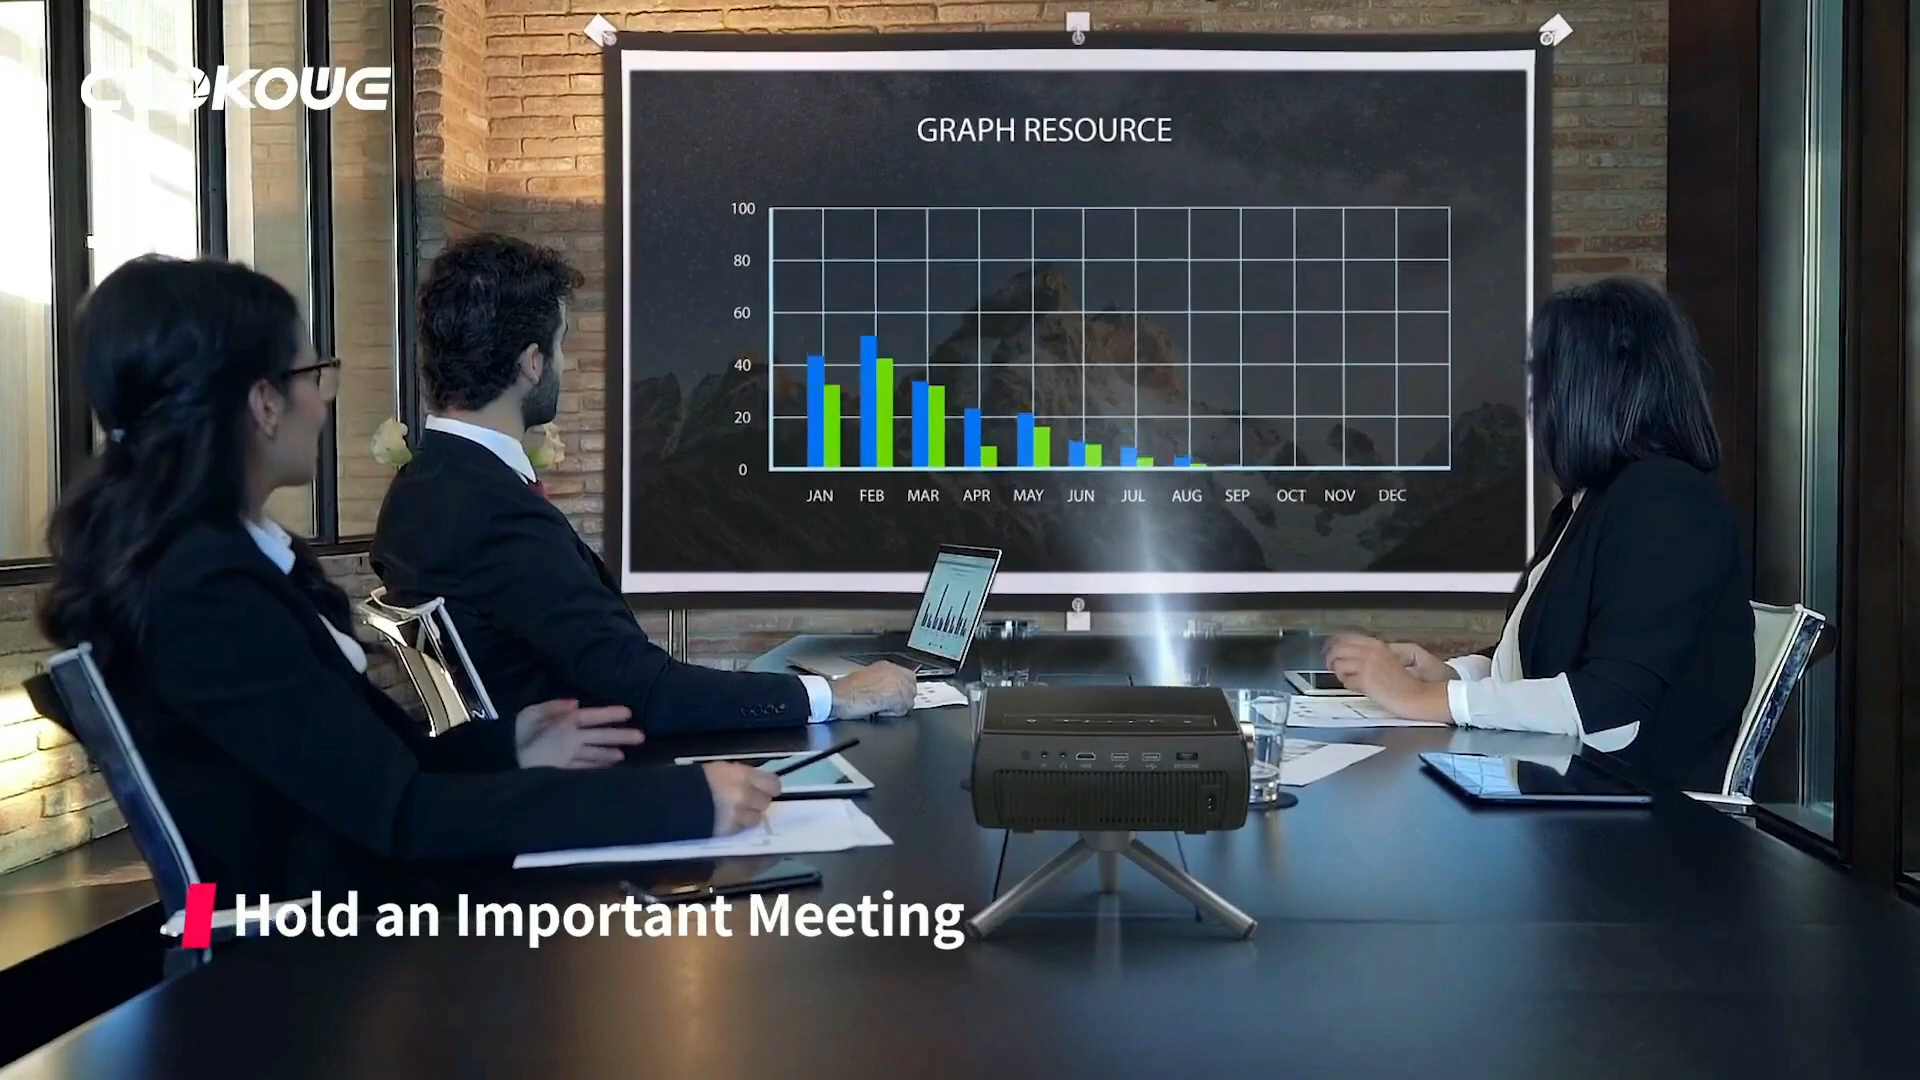 CLOKOWE
GRAPH RESOURCE
100
80
60
40
20
0
JAN FEB MAR APR MAY JUN JUL AUG SEP OCT NOV DEC
Hold an Important Meeting